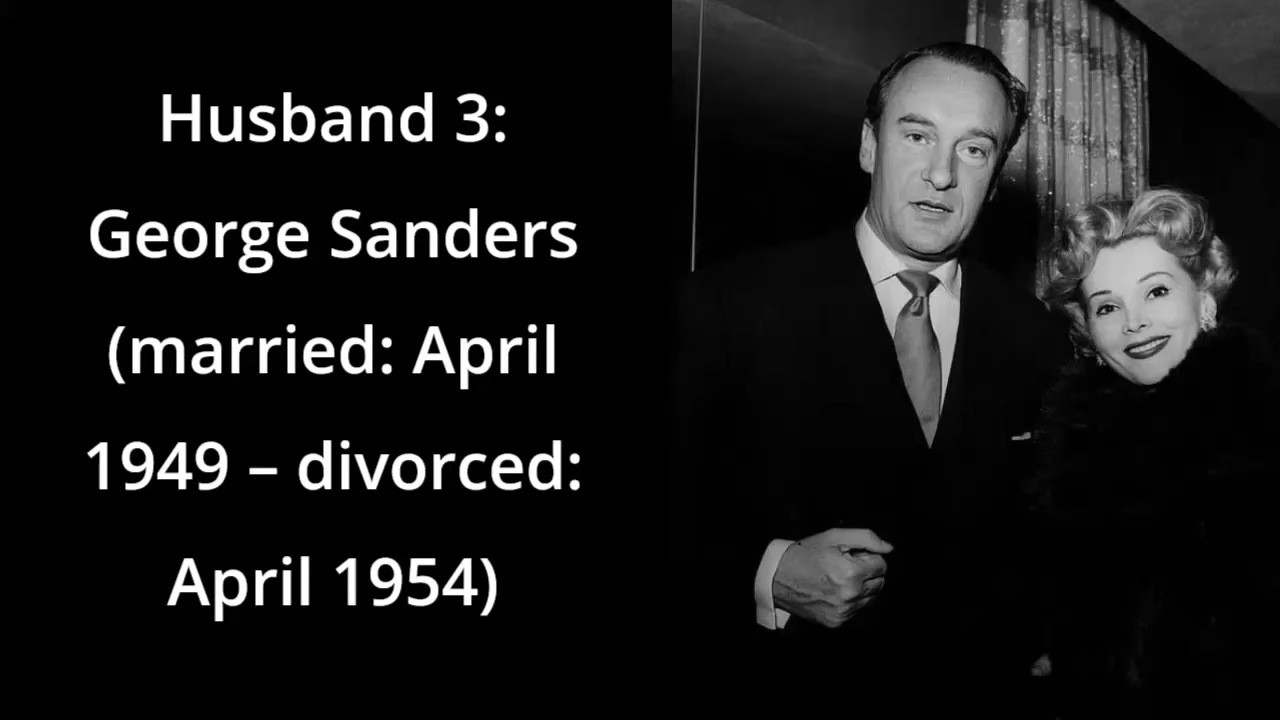 Husband 3:
George Sanders
(married: April
1949 – divorced:
April 1954)